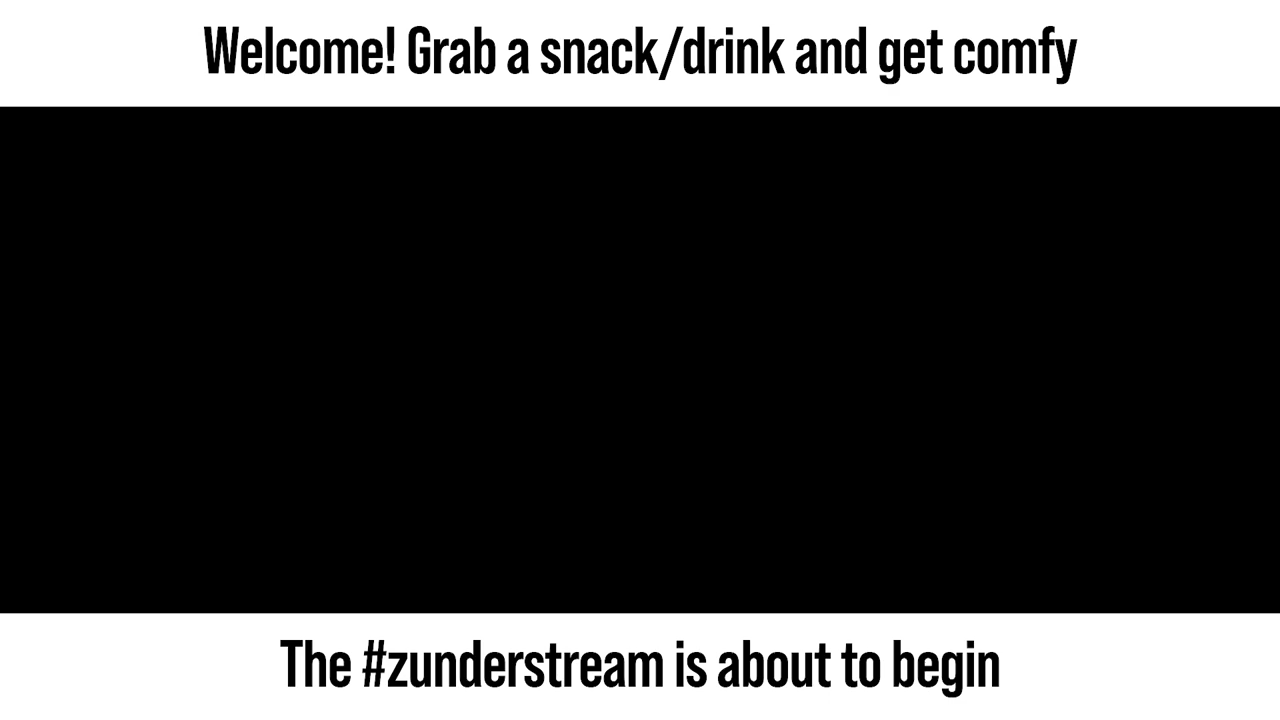 Welcome! Grab a snack/drink and get comfy
The #zunderstream is about to begin